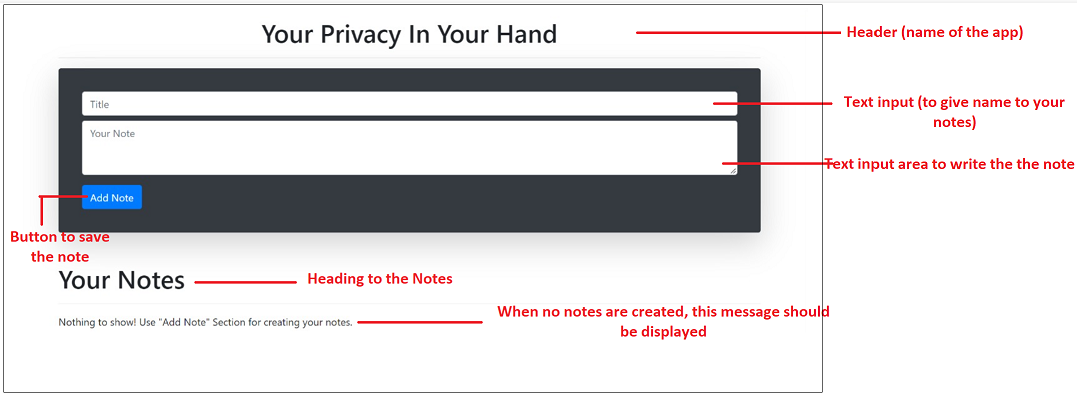 Your Privacy In Your Hand
Header (name of the app)
Title
Text input (to give name to your
notes)
Your Note
Text input area to write the the note
Add Note
Button to save
the note
Your Notes
Heading to the Notes
Nothing to show! Use "Add Note" Section for creating your notes.
When no notes are created, this message should
be displayed